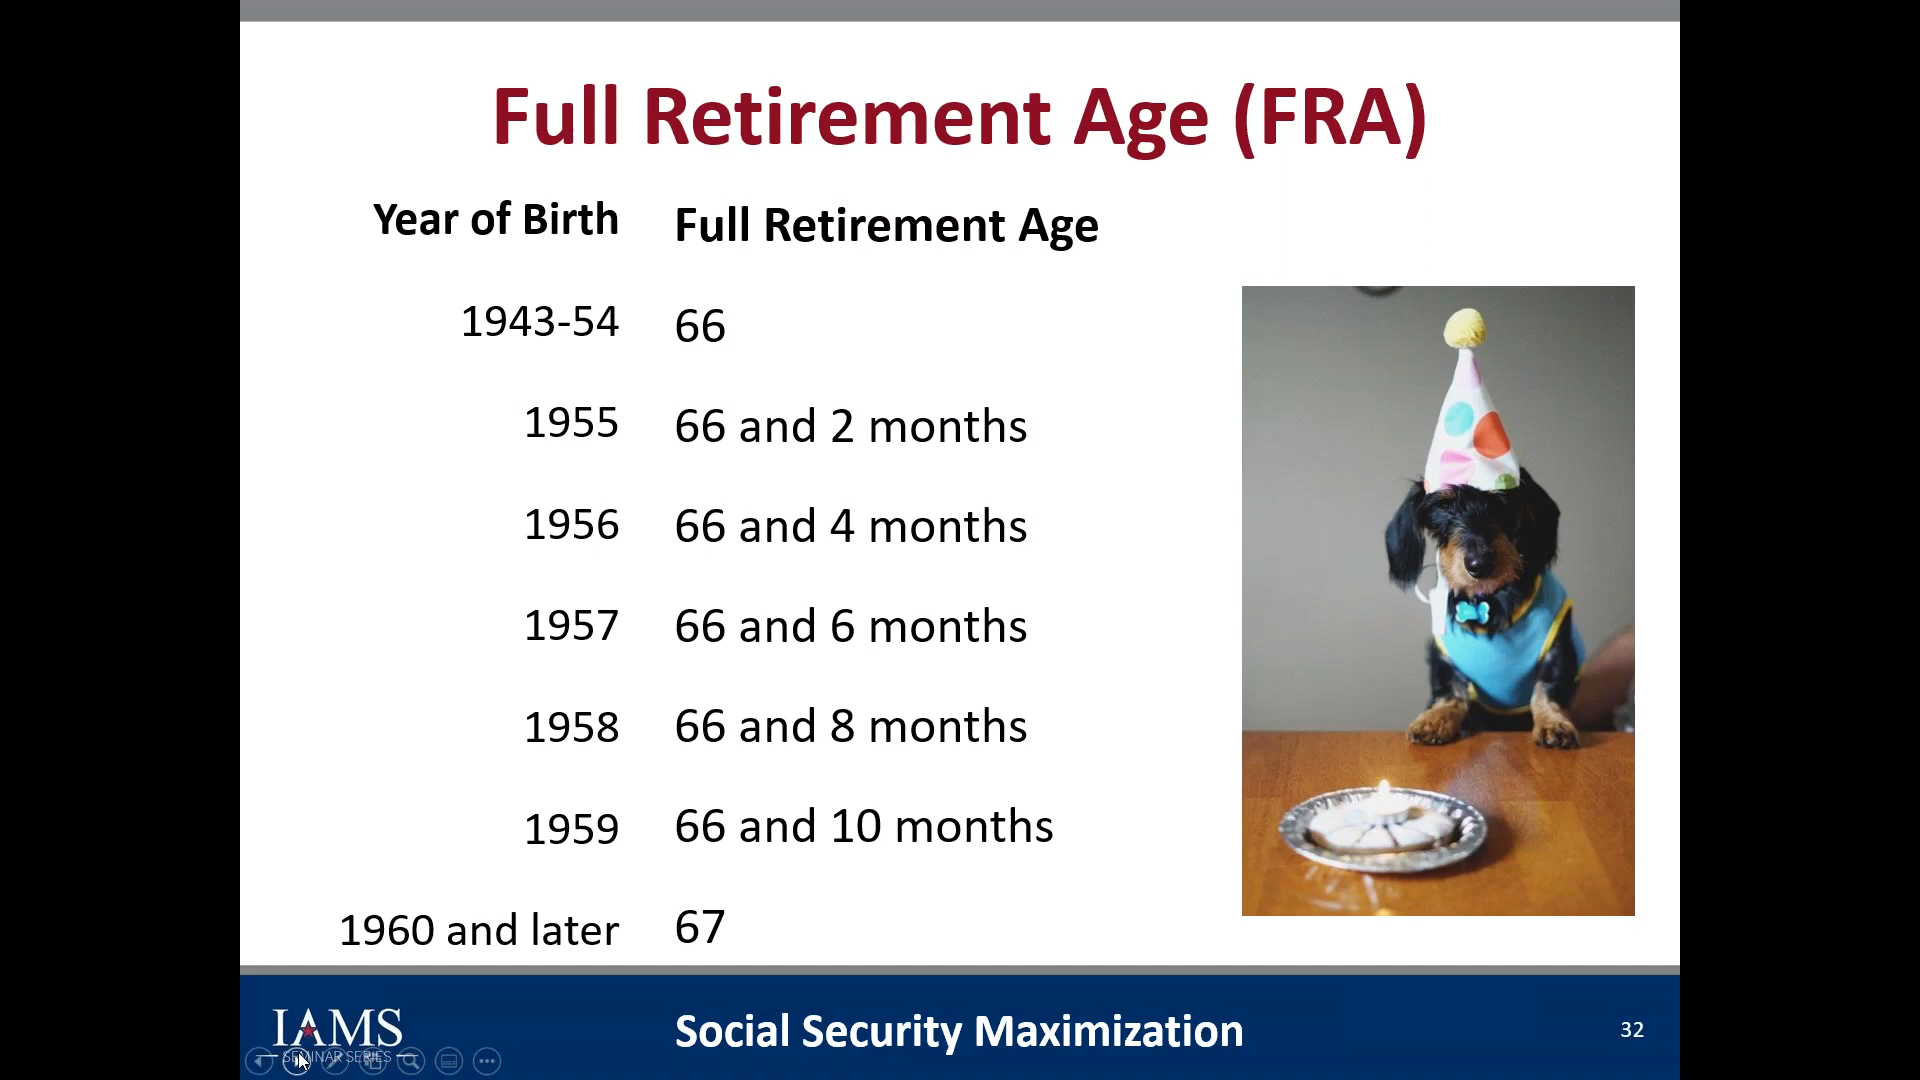 Full Retirement Age (FRA)
Year of Birth Full Retirement Age
1943-54 66
1955 66 and 2 months
1956 66 and 4 months
1957 66 and 6 months
1958 66 and 8 months
1959 66 and 10 months
1960 and later 67
IAMS
SEMINAR SERIES
Social Security Maximization
32